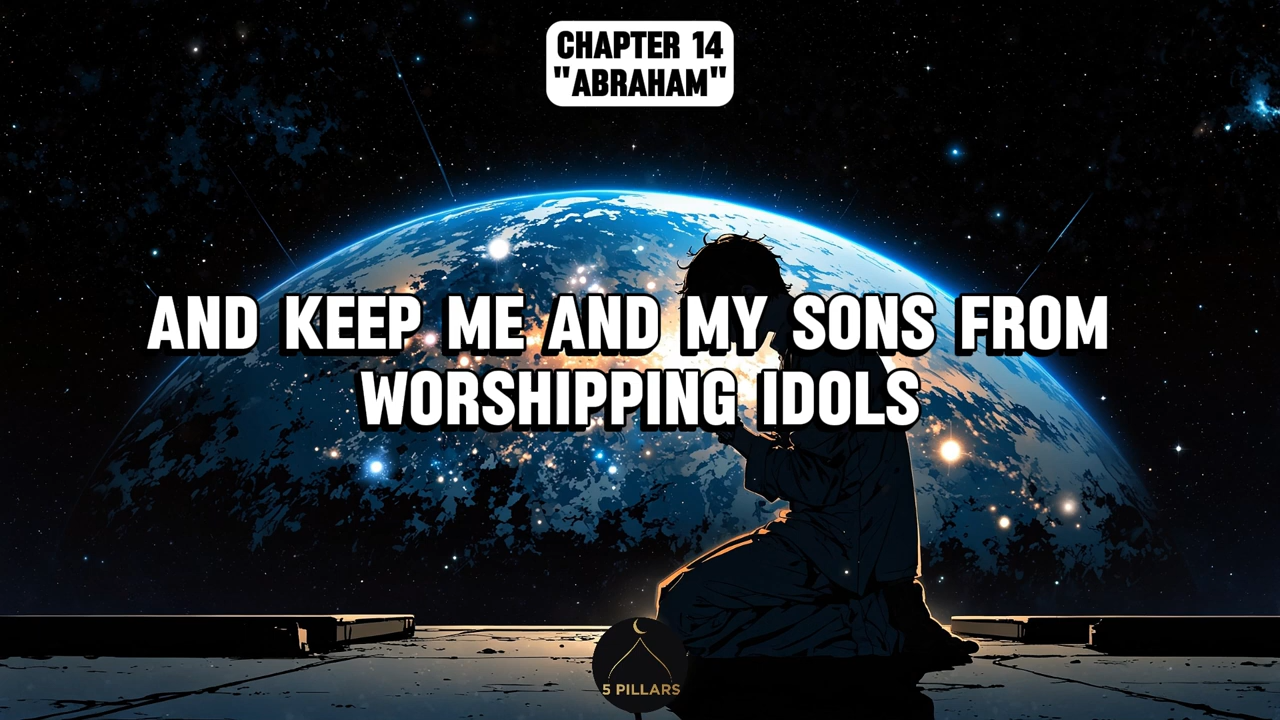 CHAPTER 14
"ABRAHAM"
AND KEEP ME AND MY SONS FROM
WORSHIPPING IDOLS
5 PILLARS